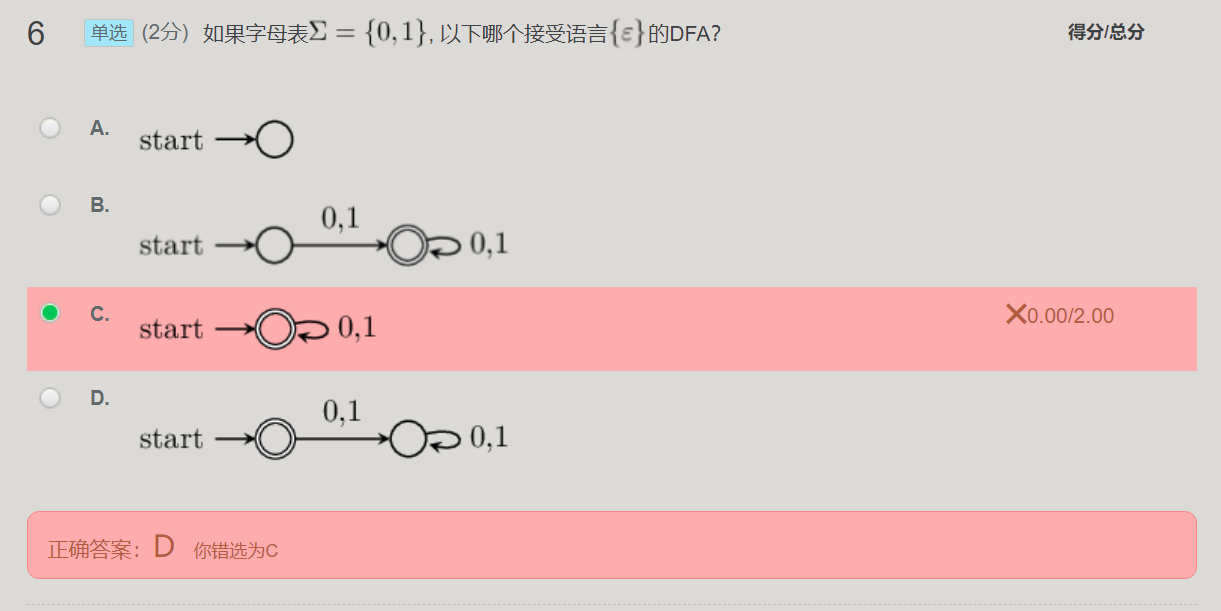 6 单选 (2分) 如果字母表Σ = {0,1}, 以下哪个接受语言{ε}的DFA? 得分/总分
A. start
B. start 0,1 0,1
C. start 0,1 0.00/2.00
D. start 0,1 0,1
正确答案：D 你错选为C